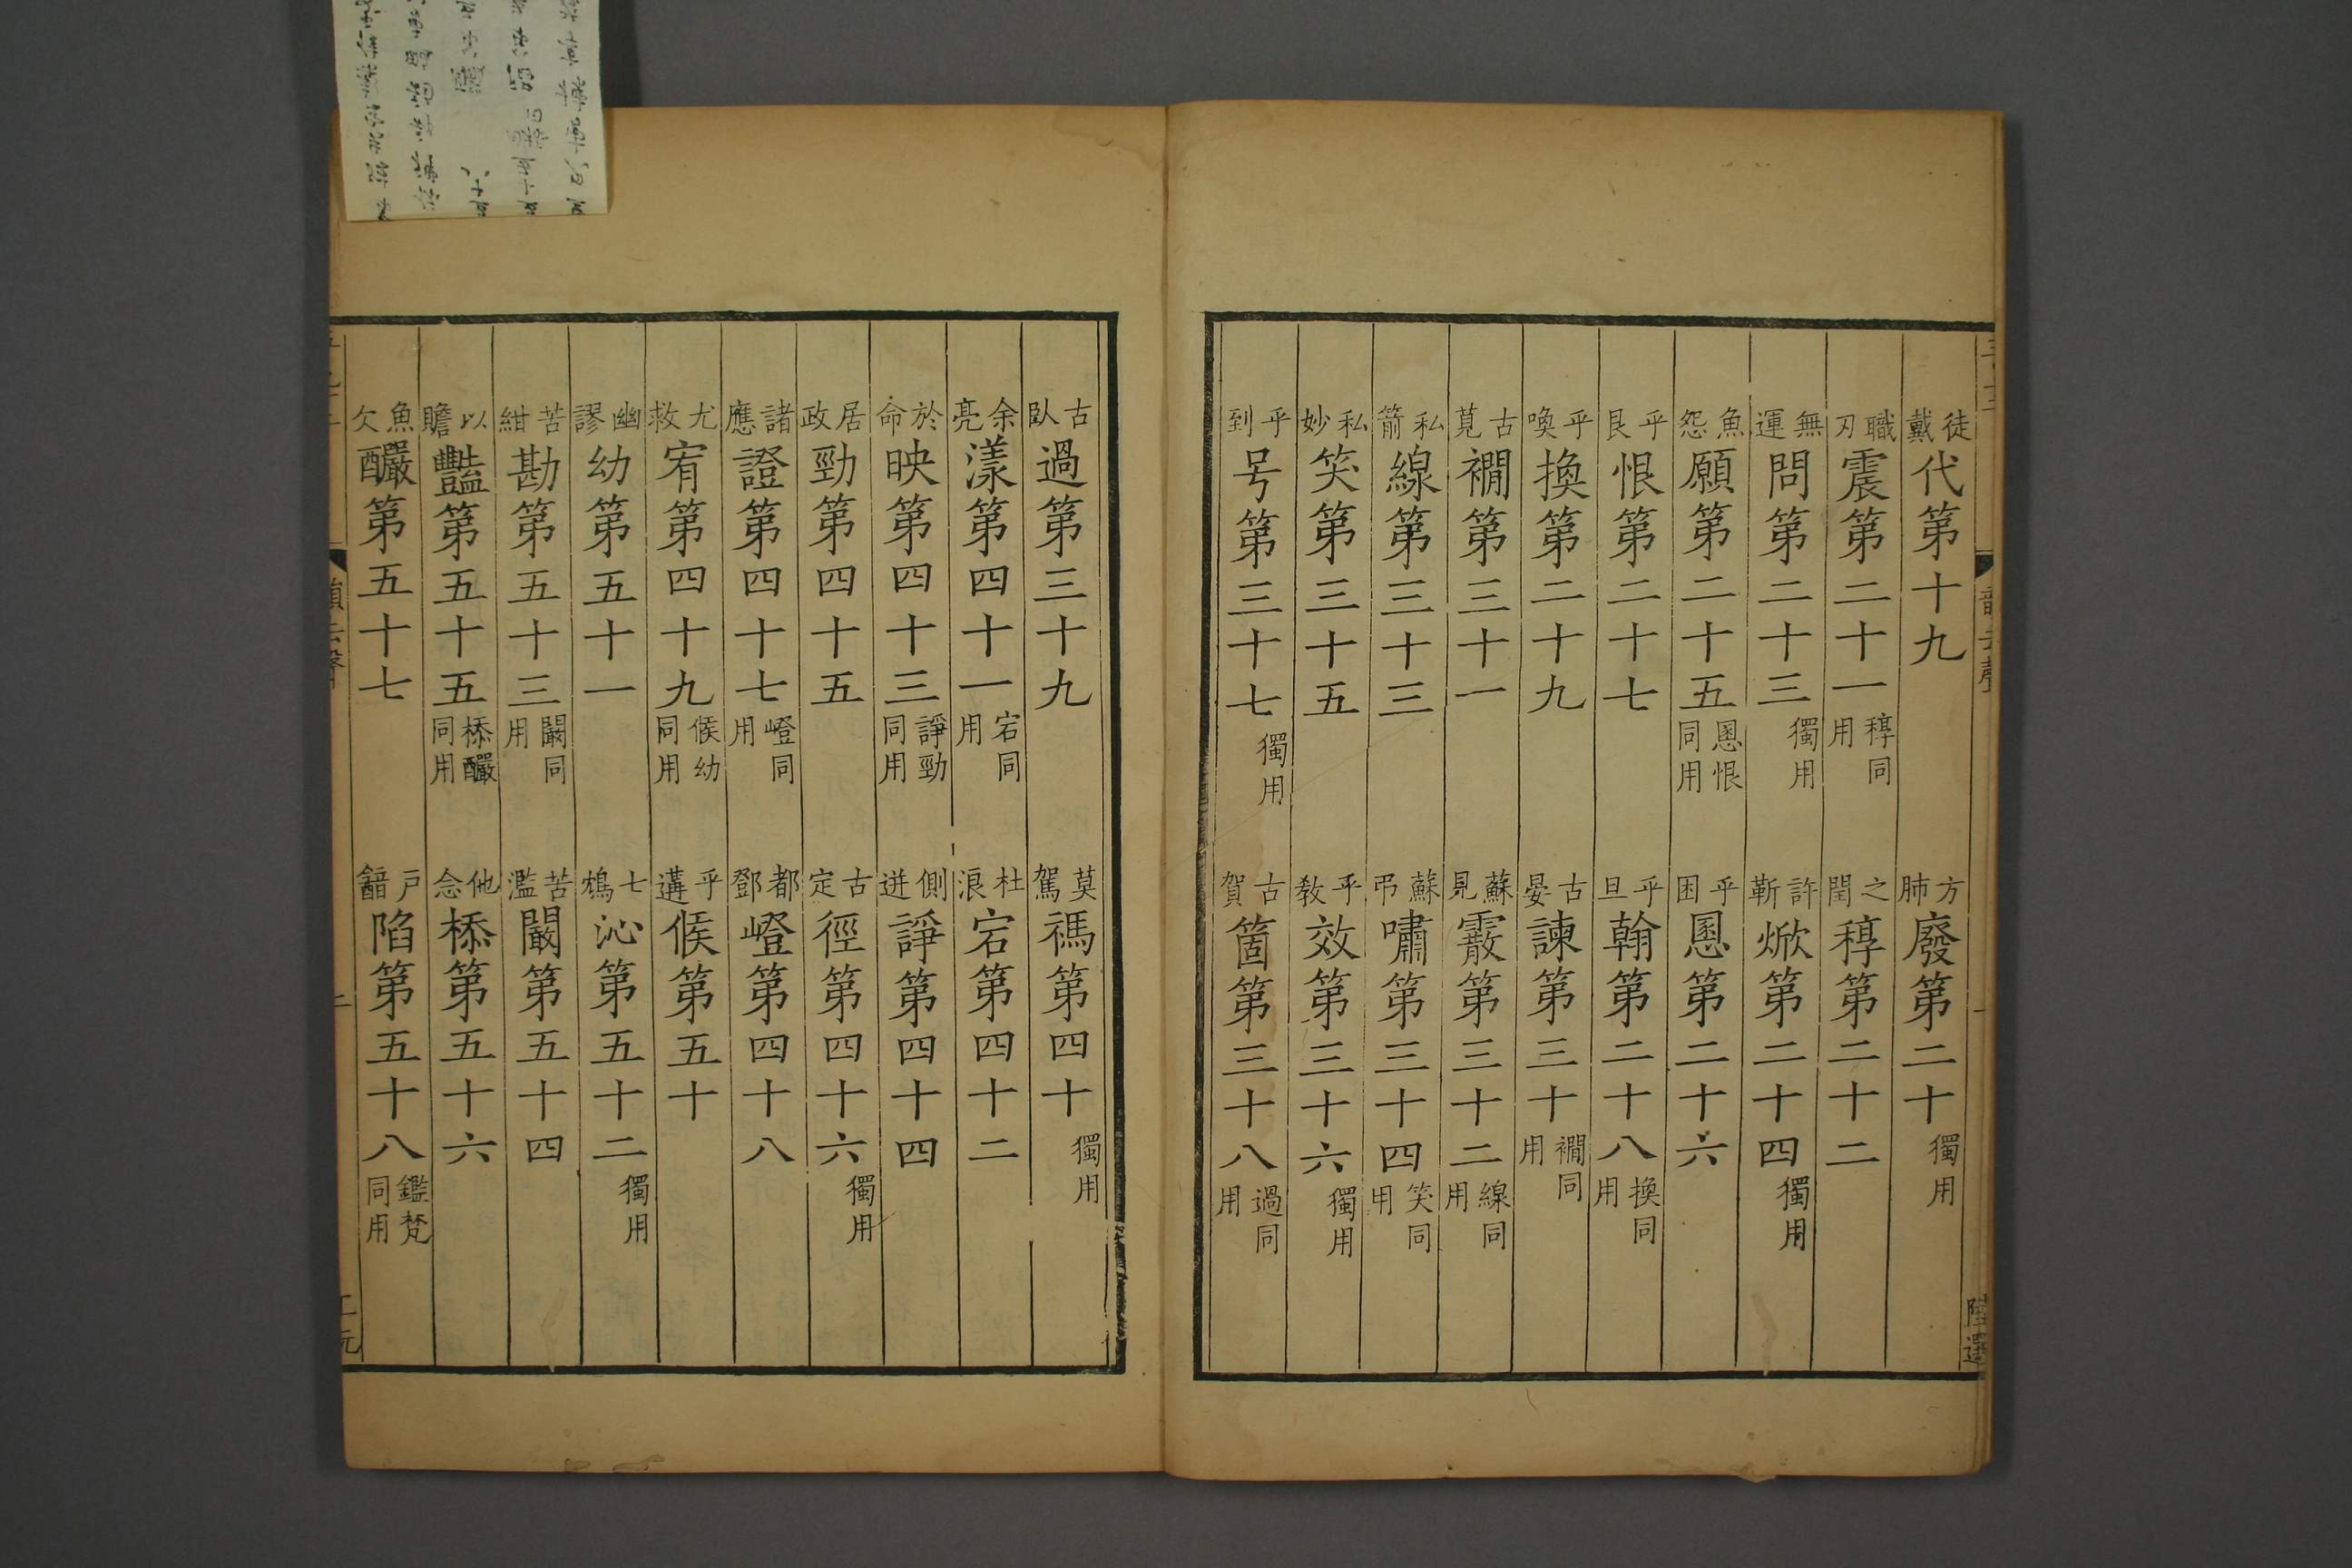 徒戴代第十九 方肺廢第二十獨用
職刃震第二十一稕同用 之閏稕第二十二
無運問第二十三獨用 許靳焮第二十四獨用
魚怨願第二十五慁恨同用 乎困慁第二十六
乎艮恨第二十七 乎旦翰第二十八換同用
乎喚換第二十九 古晏諫第三十襉同用
古莧襉第三十一 蘇見霰第三十二線同用
私箭線第三十三 蘇弔嘯第三十四笑同用
私妙笑第三十五 乎教效第三十六獨用
乎到号第三十七獨用 古賀箇第三十八過同用
古臥過第三十九 莫駕禡第四十獨用
余亮漾第四十一宕同用 杜浪宕第四十二
於命映第四十三諍勁同用 側迸諍第四十四
居政勁第四十五 古定徑第四十六獨用
諸應證第四十七嶝同用 都鄧嶝第四十八
尤救宥第四十九候幼同用 乎遘候第五十
幽謬幼第五十一 七鴆沁第五十二獨用
苦紺勘第五十三闞同用 苦濫闞第五十四
以贍豔第五十五㮇釅同用 他念㮇第五十六
魚欠釅第五十七 戶韽陷第五十八鑑梵同用